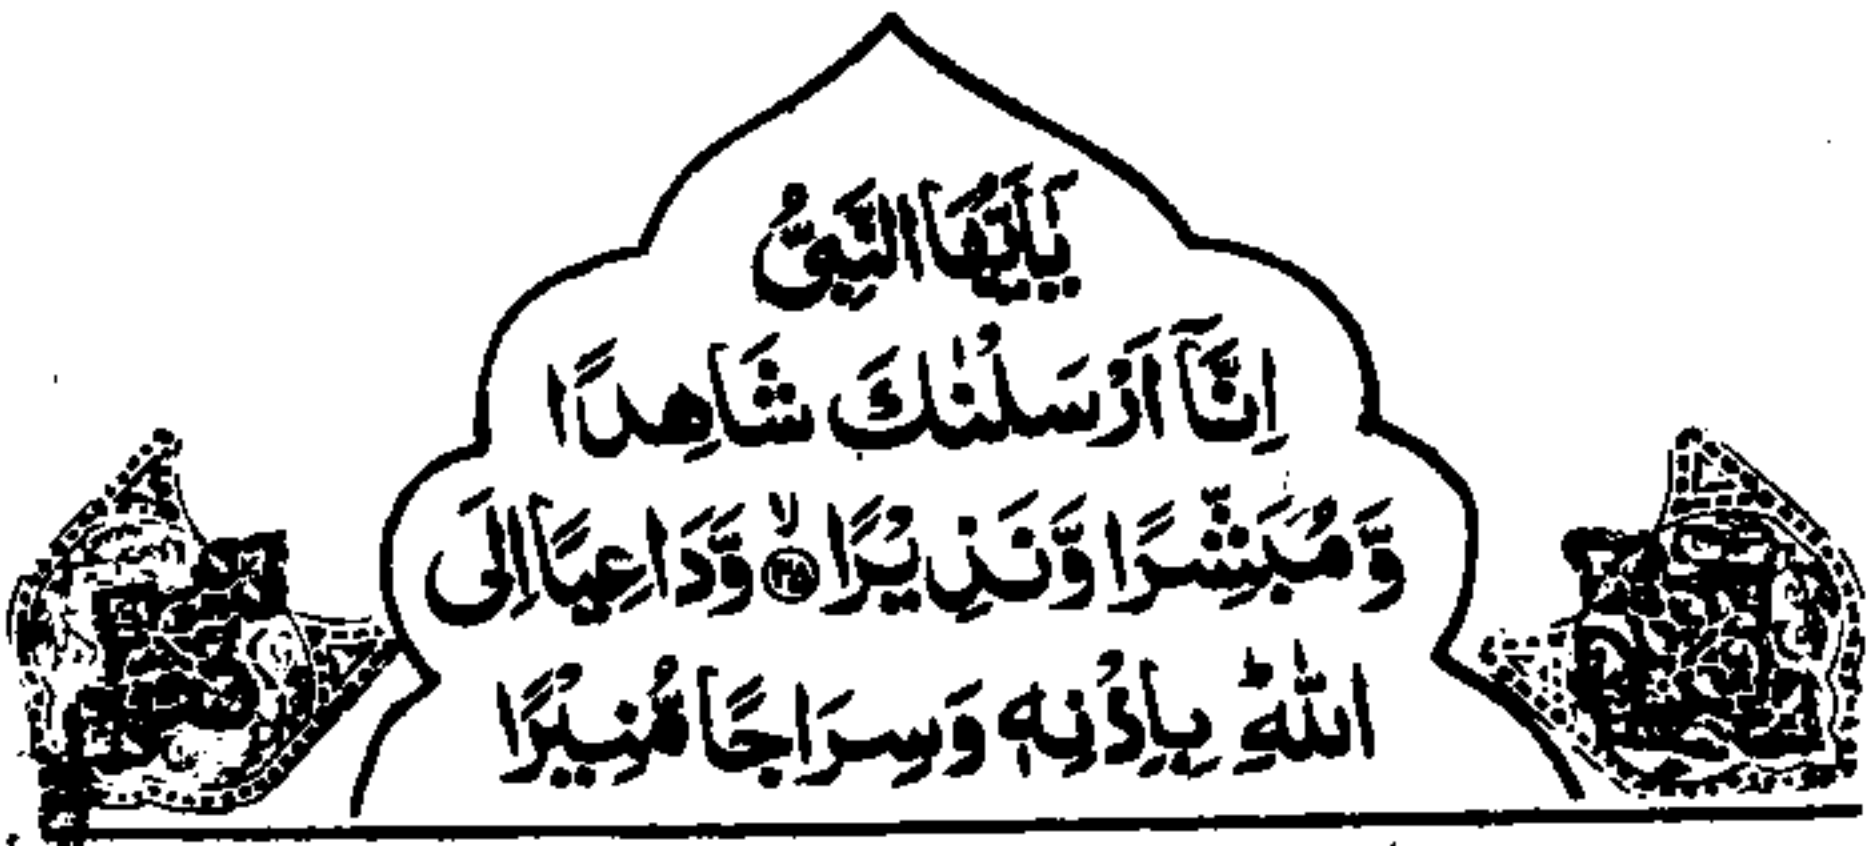 يٰۤاَيُّهَا النَّبِىُّ
اِنَّاۤ اَرْسَلْنٰكَ شَاهِدًا
وَّمُبَشِّرًا وَّنَذِيْرًا ۙ﴿۴۵﴾ وَّدَاعِيًا اِلَى
اللّٰهِ بِاِذْنِهٖ وَسِرَاجًا مُّنِيْرًا